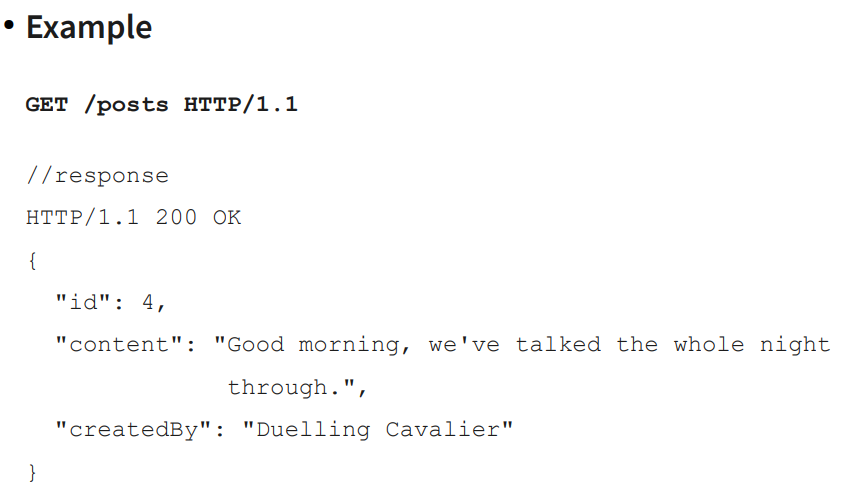 • Example
GET /posts HTTP/1.1
//response
HTTP/1.1 200 OK
{
"id": 4,
"content": "Good morning, we've talked the whole night
through.",
"createdBy": "Duelling Cavalier"
}